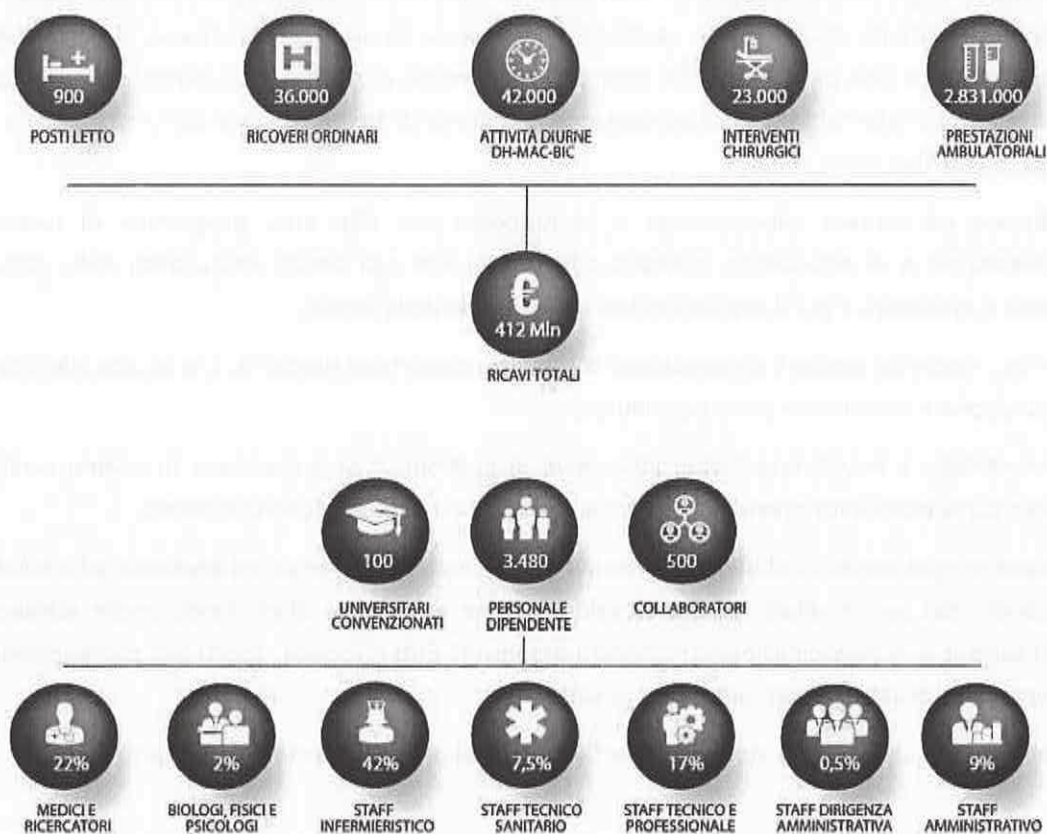 900
POSTI LETTO
36.000
RICOVERI ORDINARI
42.000
ATTIVITÀ DIURNE
DH-MAC-BIC
23.000
INTERVENTI
CHIRURGICI
2.831.000
PRESTAZIONI
AMBULATORIALI
€
412 Mln
RICAVI TOTALI
100
UNIVERSITARI
CONVENZIONATI
3.480
PERSONALE
DIPENDENTE
500
COLLABORATORI
22%
MEDICI E
RICERCATORI
2%
BIOLOGI, FISICI E
PSICOLOGI
42%
STAFF
INFERMIERISTICO
7,5%
STAFF TECNICO
SANITARIO
17%
STAFF TECNICO E
PROFESSIONALE
0,5%
STAFF DIRIGENZA
AMMINISTRATIVA
9%
STAFF
AMMINISTRATIVO